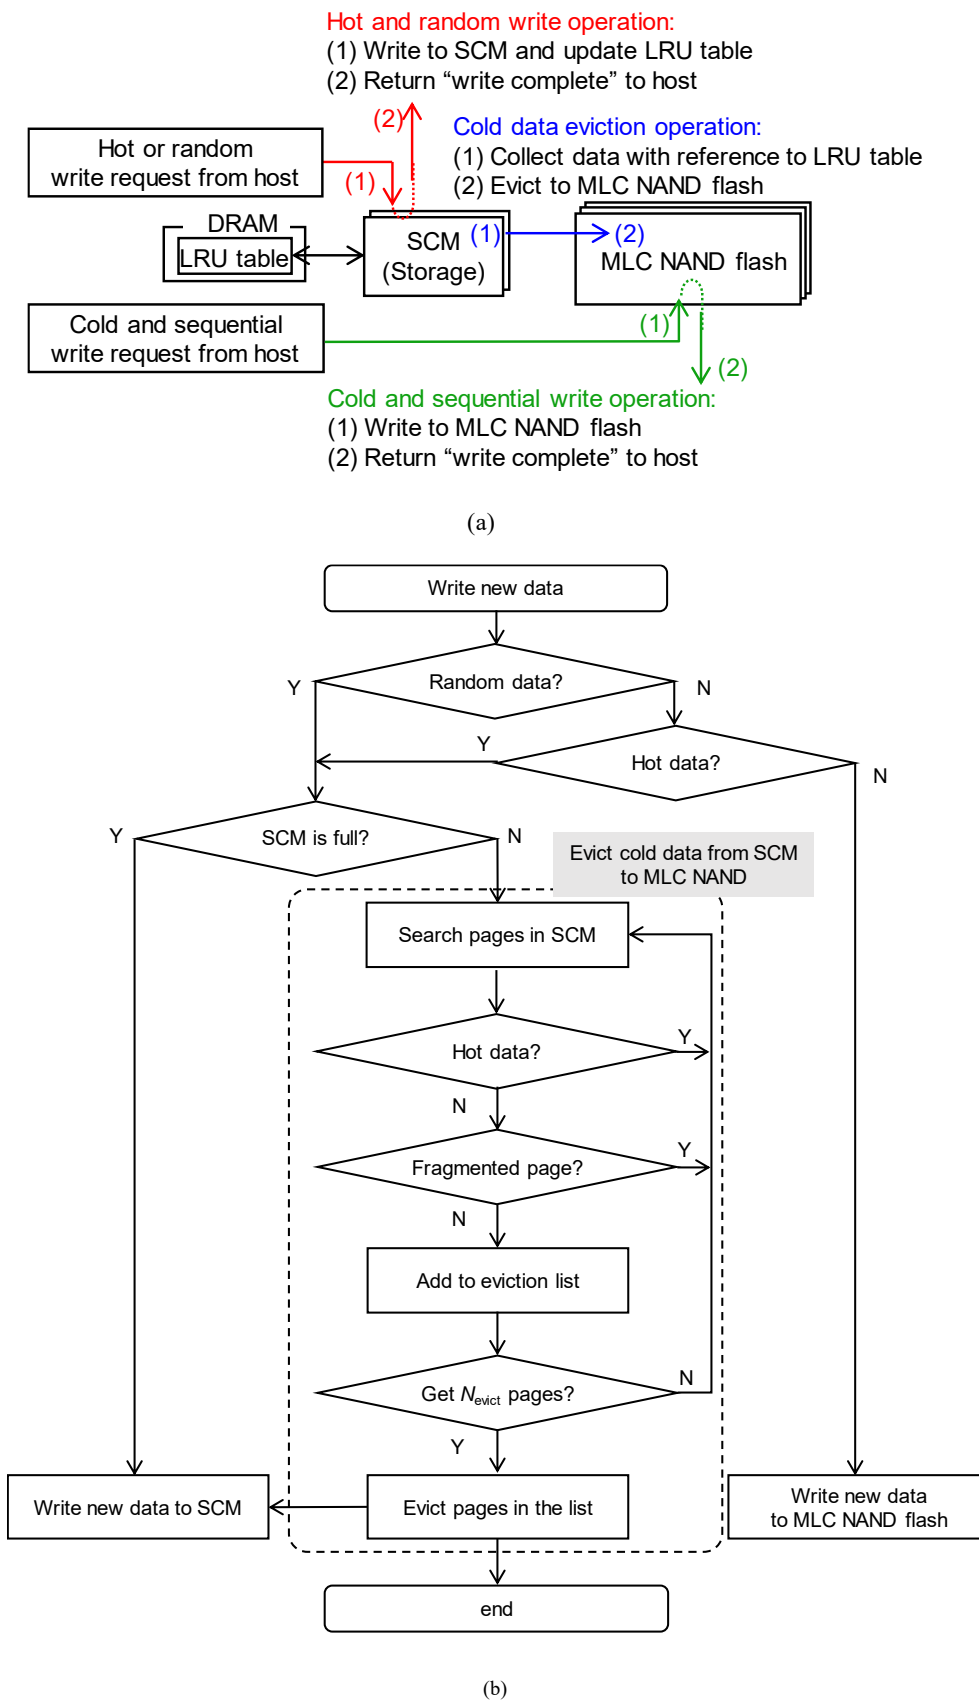 Hot and random write operation:
(1) Write to SCM and update LRU table
(2) Return “write complete” to host
(2)
Cold data eviction operation:
(1) Collect data with reference to LRU table
(2) Evict to MLC NAND flash
Hot or random
write request from host
(1)
DRAM
LRU table
SCM
(Storage)
(1)
(2)
MLC NAND flash
Cold and sequential
write request from host
(1)
(2)
Cold and sequential write operation:
(1) Write to MLC NAND flash
(2) Return “write complete” to host
(a)
Write new data
Random data?
Y
N
Hot data?
Y
N
SCM is full?
Y
N
Evict cold data from SCM
to MLC NAND
Search pages in SCM
Hot data?
Y
N
Fragmented page?
Y
N
Add to eviction list
Get Nevict pages?
N
Y
Write new data to SCM
Evict pages in the list
Write new data
to MLC NAND flash
end
(b)